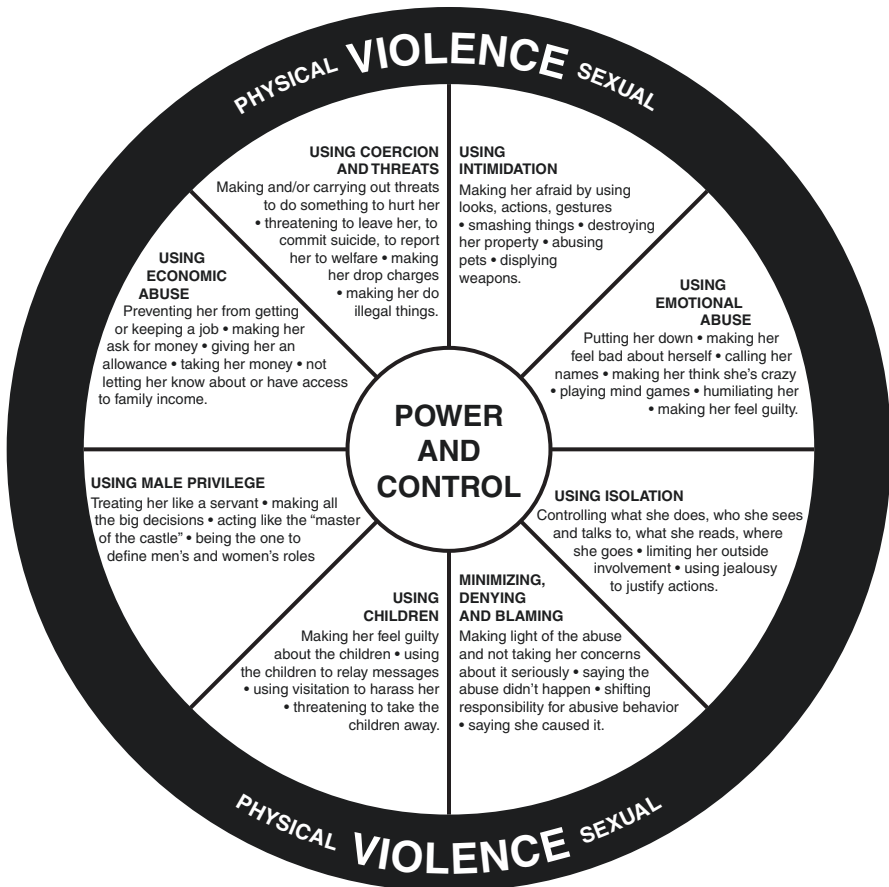 PHYSICAL VIOLENCE SEXUAL
USING COERCION
AND THREATS
Making and/or carrying out threats
to do something to hurt her
• threatening to leave her, to
commit suicide, to report
her to welfare • making
her drop charges
• making her do
illegal things.
USING
INTIMIDATION
Making her afraid by using
looks, actions, gestures
• smashing things • destroying
her property • abusing
pets • displying
weapons.
USING
ECONOMIC
ABUSE
Preventing her from getting
or keeping a job • making her
ask for money • giving her an
allowance • taking her money • not
letting her know about or have access
to family income.
USING
EMOTIONAL
ABUSE
Putting her down • making her
feel bad about herself • calling her
names • making her think she’s crazy
• playing mind games • humiliating her
• making her feel guilty.
POWER
AND
CONTROL
USING MALE PRIVILEGE
Treating her like a servant • making all
the big decisions • acting like the “master
of the castle” • being the one to
define men’s and women’s roles
USING ISOLATION
Controlling what she does, who she sees
and talks to, what she reads, where
she goes • limiting her outside
involvement • using jealousy
to justify actions.
USING
CHILDREN
Making her feel guilty
about the children • using
the children to relay messages
• using visitation to harass her
• threatening to take the
children away.
MINIMIZING,
DENYING
AND BLAMING
Making light of the abuse
and not taking her concerns
about it seriously • saying the
abuse didn’t happen • shifting
responsibility for abusive behavior
• saying she caused it.
PHYSICAL VIOLENCE SEXUAL